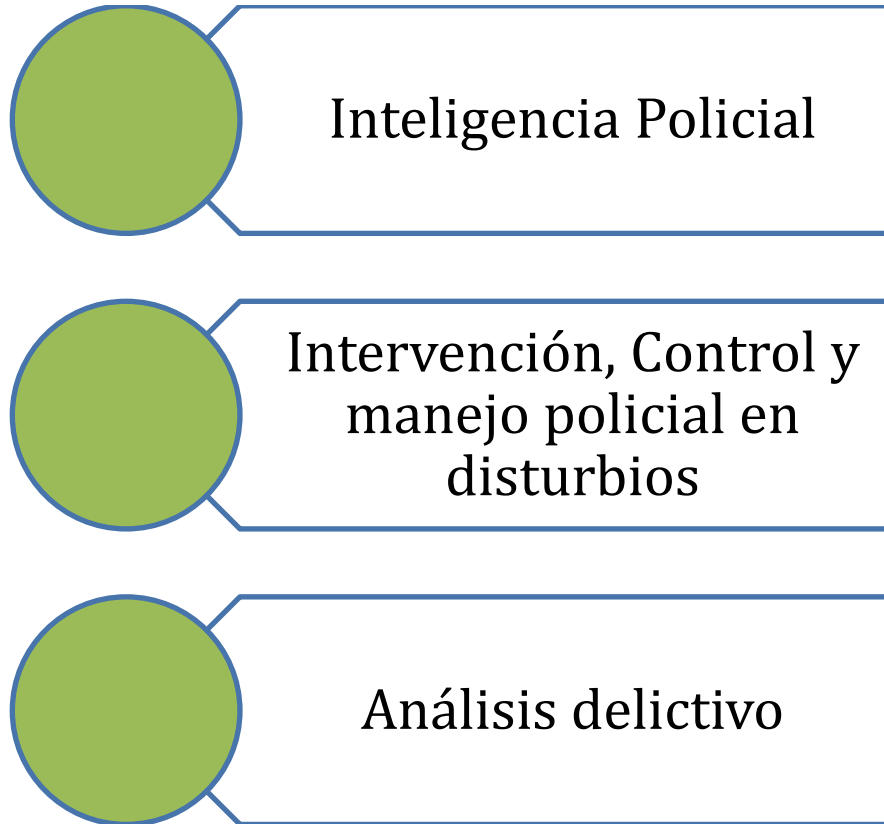 Inteligencia Policial
Intervención, Control y
manejo policial en
disturbios
Análisis delictivo